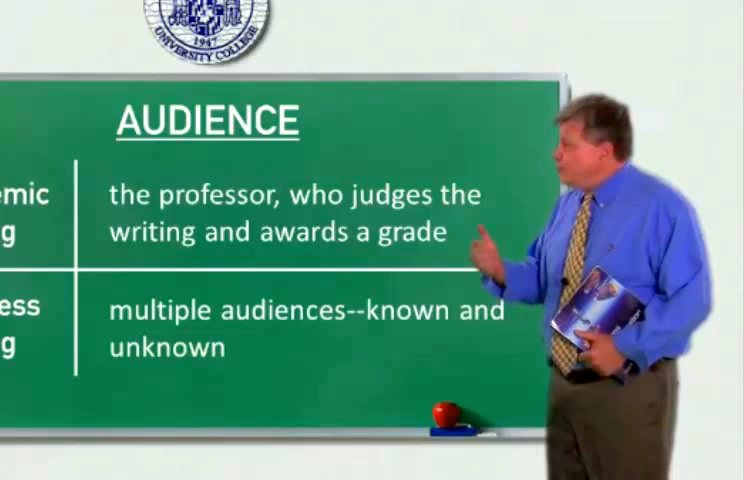 1947
UNIVERSITY COLLEGE
AUDIENCE
emic
g
the professor, who judges the
writing and awards a grade
ess
g
multiple audiences--known and
unknown